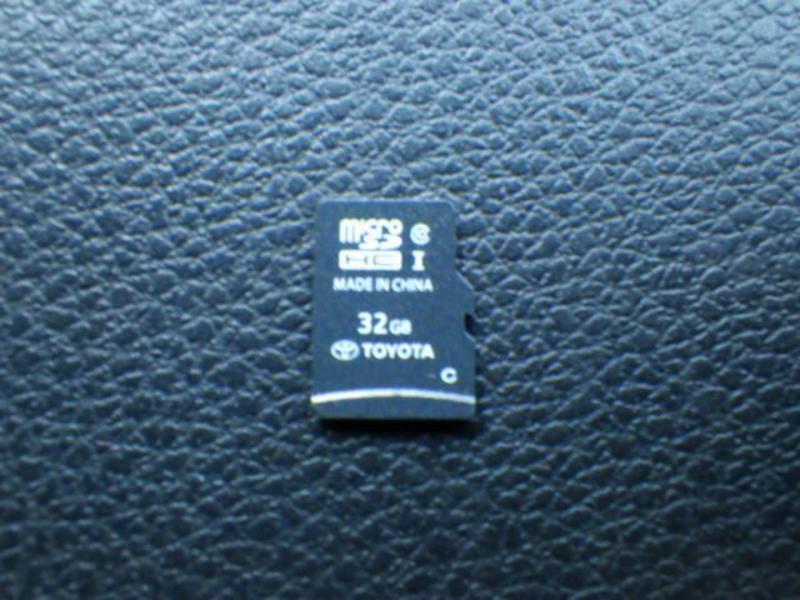 micro SD
HC I
MADE IN CHINA
32GB
TOYOTA
C